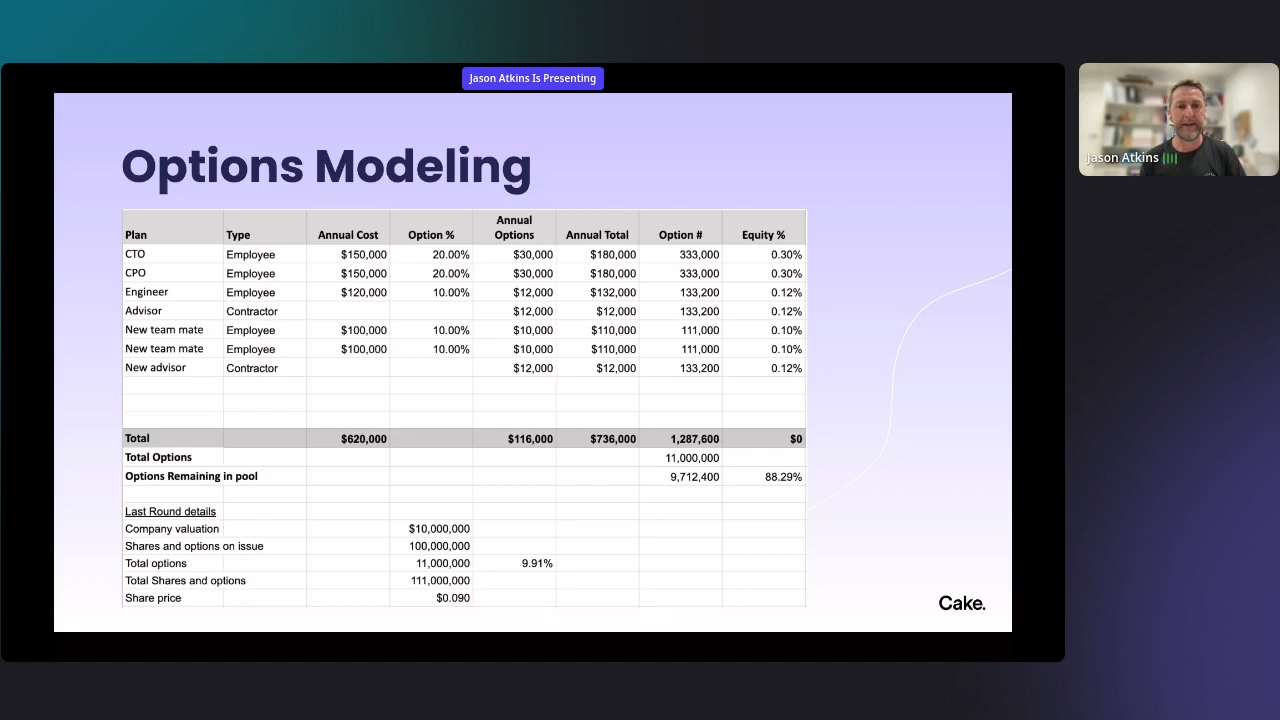 Jason Atkins Is Presenting
Jason Atkins
Options Modeling
Plan Type Annual Cost Option % Annual Options Annual Total Option # Equity %
CTO Employee $150,000 20.00% $30,000 $180,000 333,000 0.30%
CPO Employee $150,000 20.00% $30,000 $180,000 333,000 0.30%
Engineer Employee $120,000 10.00% $12,000 $132,000 133,200 0.12%
Advisor Contractor $12,000 $12,000 133,200 0.12%
New team mate Employee $100,000 10.00% $10,000 $110,000 111,000 0.10%
New team mate Employee $100,000 10.00% $10,000 $110,000 111,000 0.10%
New advisor Contractor $12,000 $12,000 133,200 0.12%
Total $620,000 $116,000 $736,000 1,287,600 $0
Total Options 11,000,000
Options Remaining in pool 9,712,400 88.29%
Last Round details
Company valuation $10,000,000
Shares and options on issue 100,000,000
Total options 11,000,000 9.91%
Total Shares and options 111,000,000
Share price $0.090
Cake.